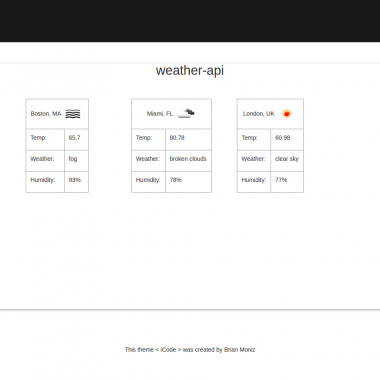 weather-api
Boston, MA
Temp: 65.7
Weather: fog
Humidity: 93%
Miami, FL
Temp: 80.78
Weather: broken clouds
Humidity: 78%
London, UK
Temp: 60.98
Weather: clear sky
Humidity: 77%
This theme < iCode > was created by Brian Moniz